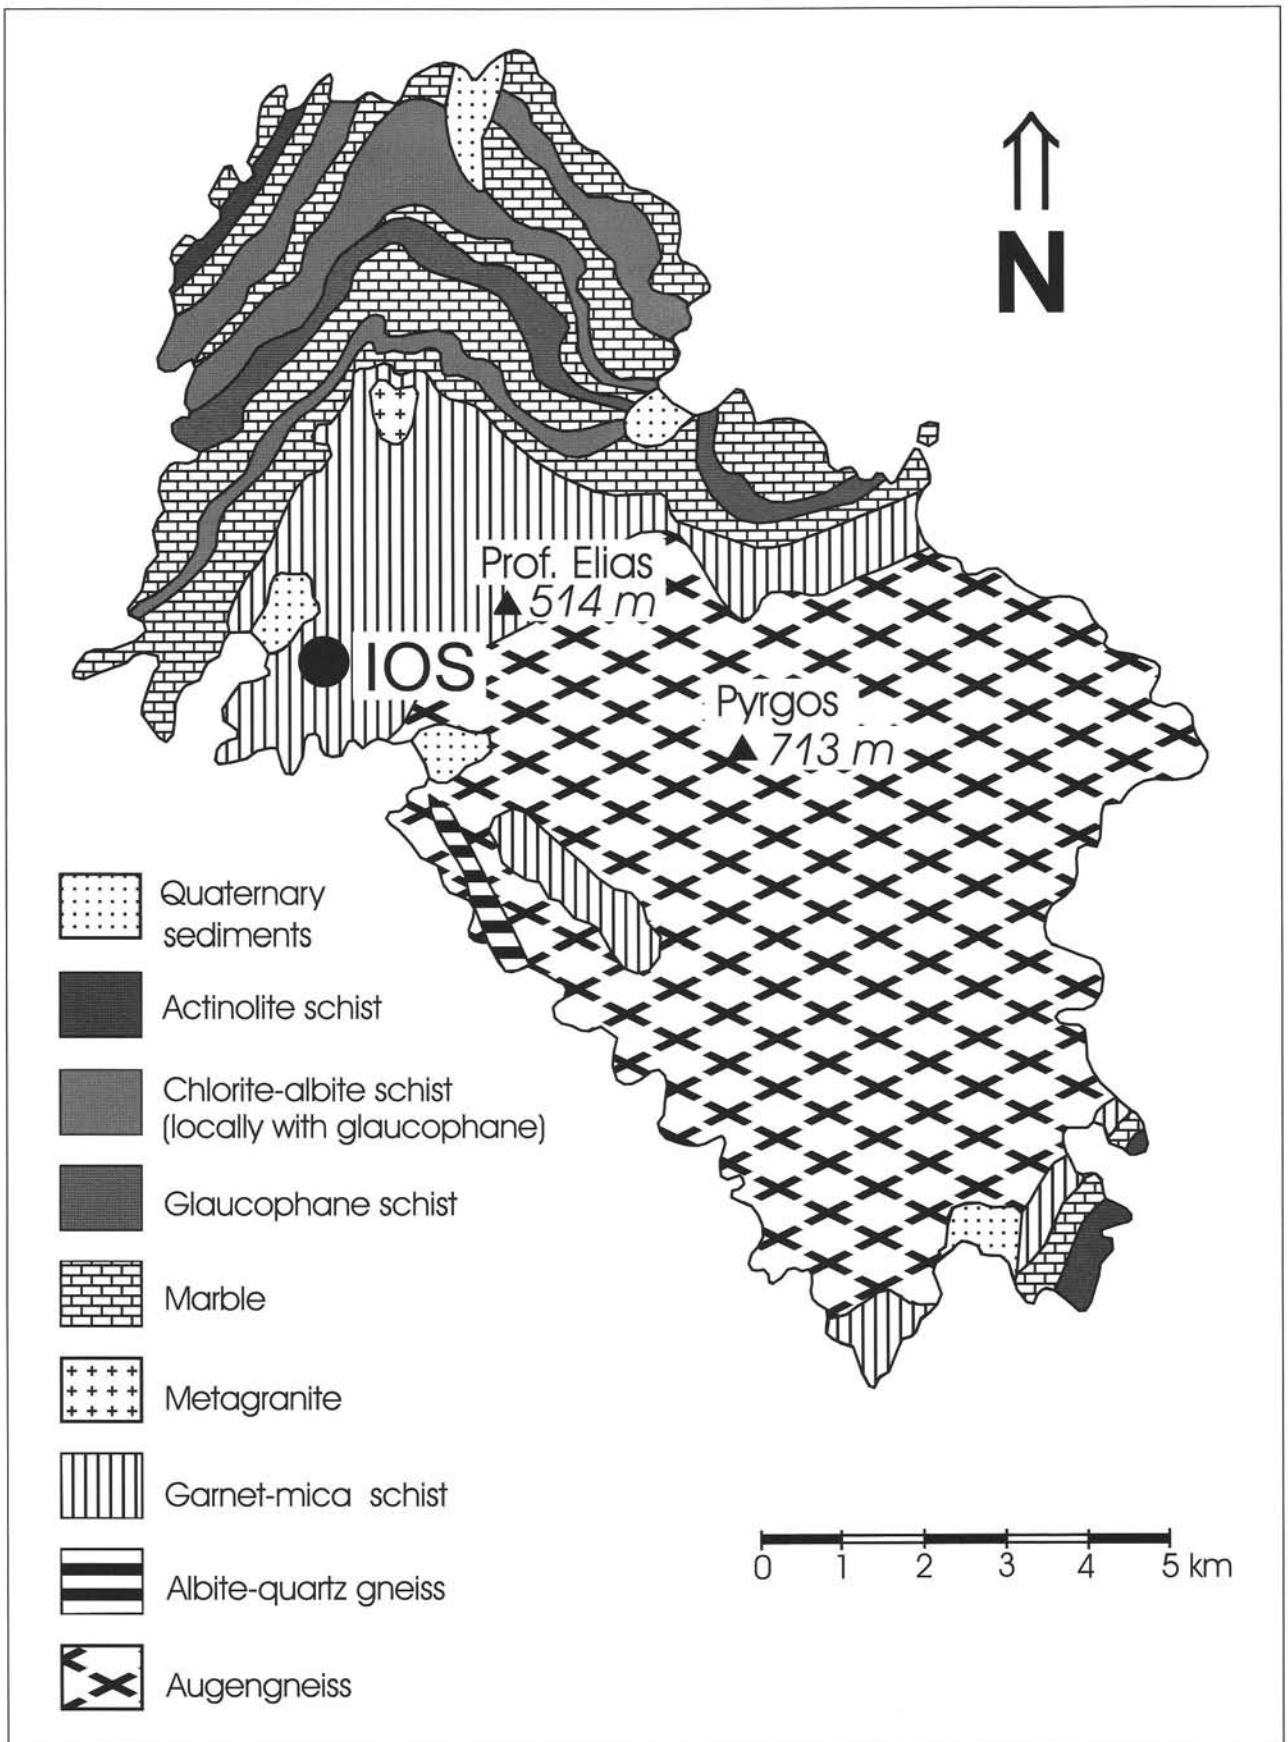 N
Prof. Elias
514 m
IOS
Pyrgos
713 m
Quaternary
sediments
Actinolite schist
Chlorite-albite schist
(locally with glaucophane)
Glaucophane schist
Marble
Metagranite
Garnet-mica schist
Albite-quartz gneiss
Augengneiss
0 1 2 3 4 5 km